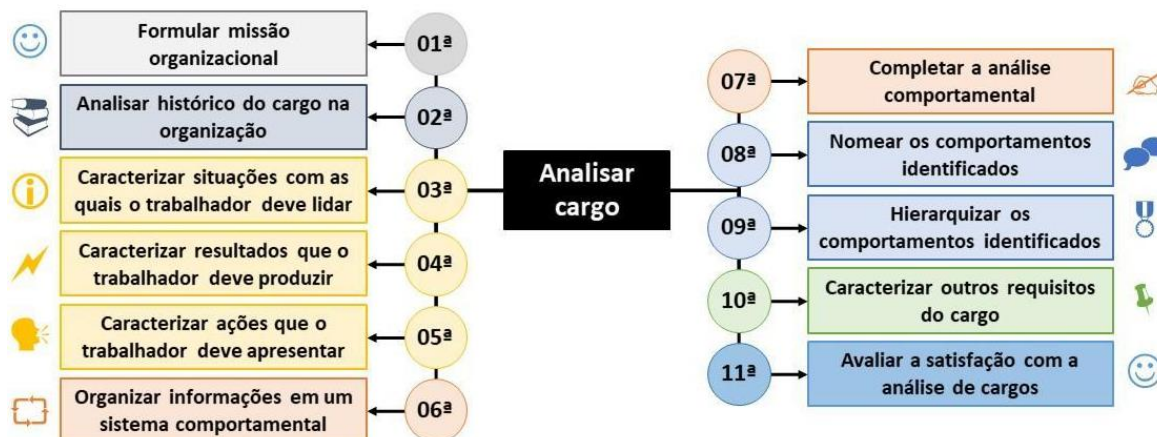 Formular missão
organizacional
01ª
Analisar histórico do cargo na
organização
02ª
Caracterizar situações com as
quais o trabalhador deve lidar
03ª
Caracterizar resultados que o
trabalhador deve produzir
04ª
Caracterizar ações que o
trabalhador deve apresentar
05ª
Organizar informações em um
sistema comportamental
06ª
Analisar
cargo
07ª
Completar a análise
comportamental
08ª
Nomear os comportamentos
identificados
09ª
Hierarquizar os
comportamentos identificados
10ª
Caracterizar outros requisitos
do cargo
11ª
Avaliar a satisfação com a
análise de cargos